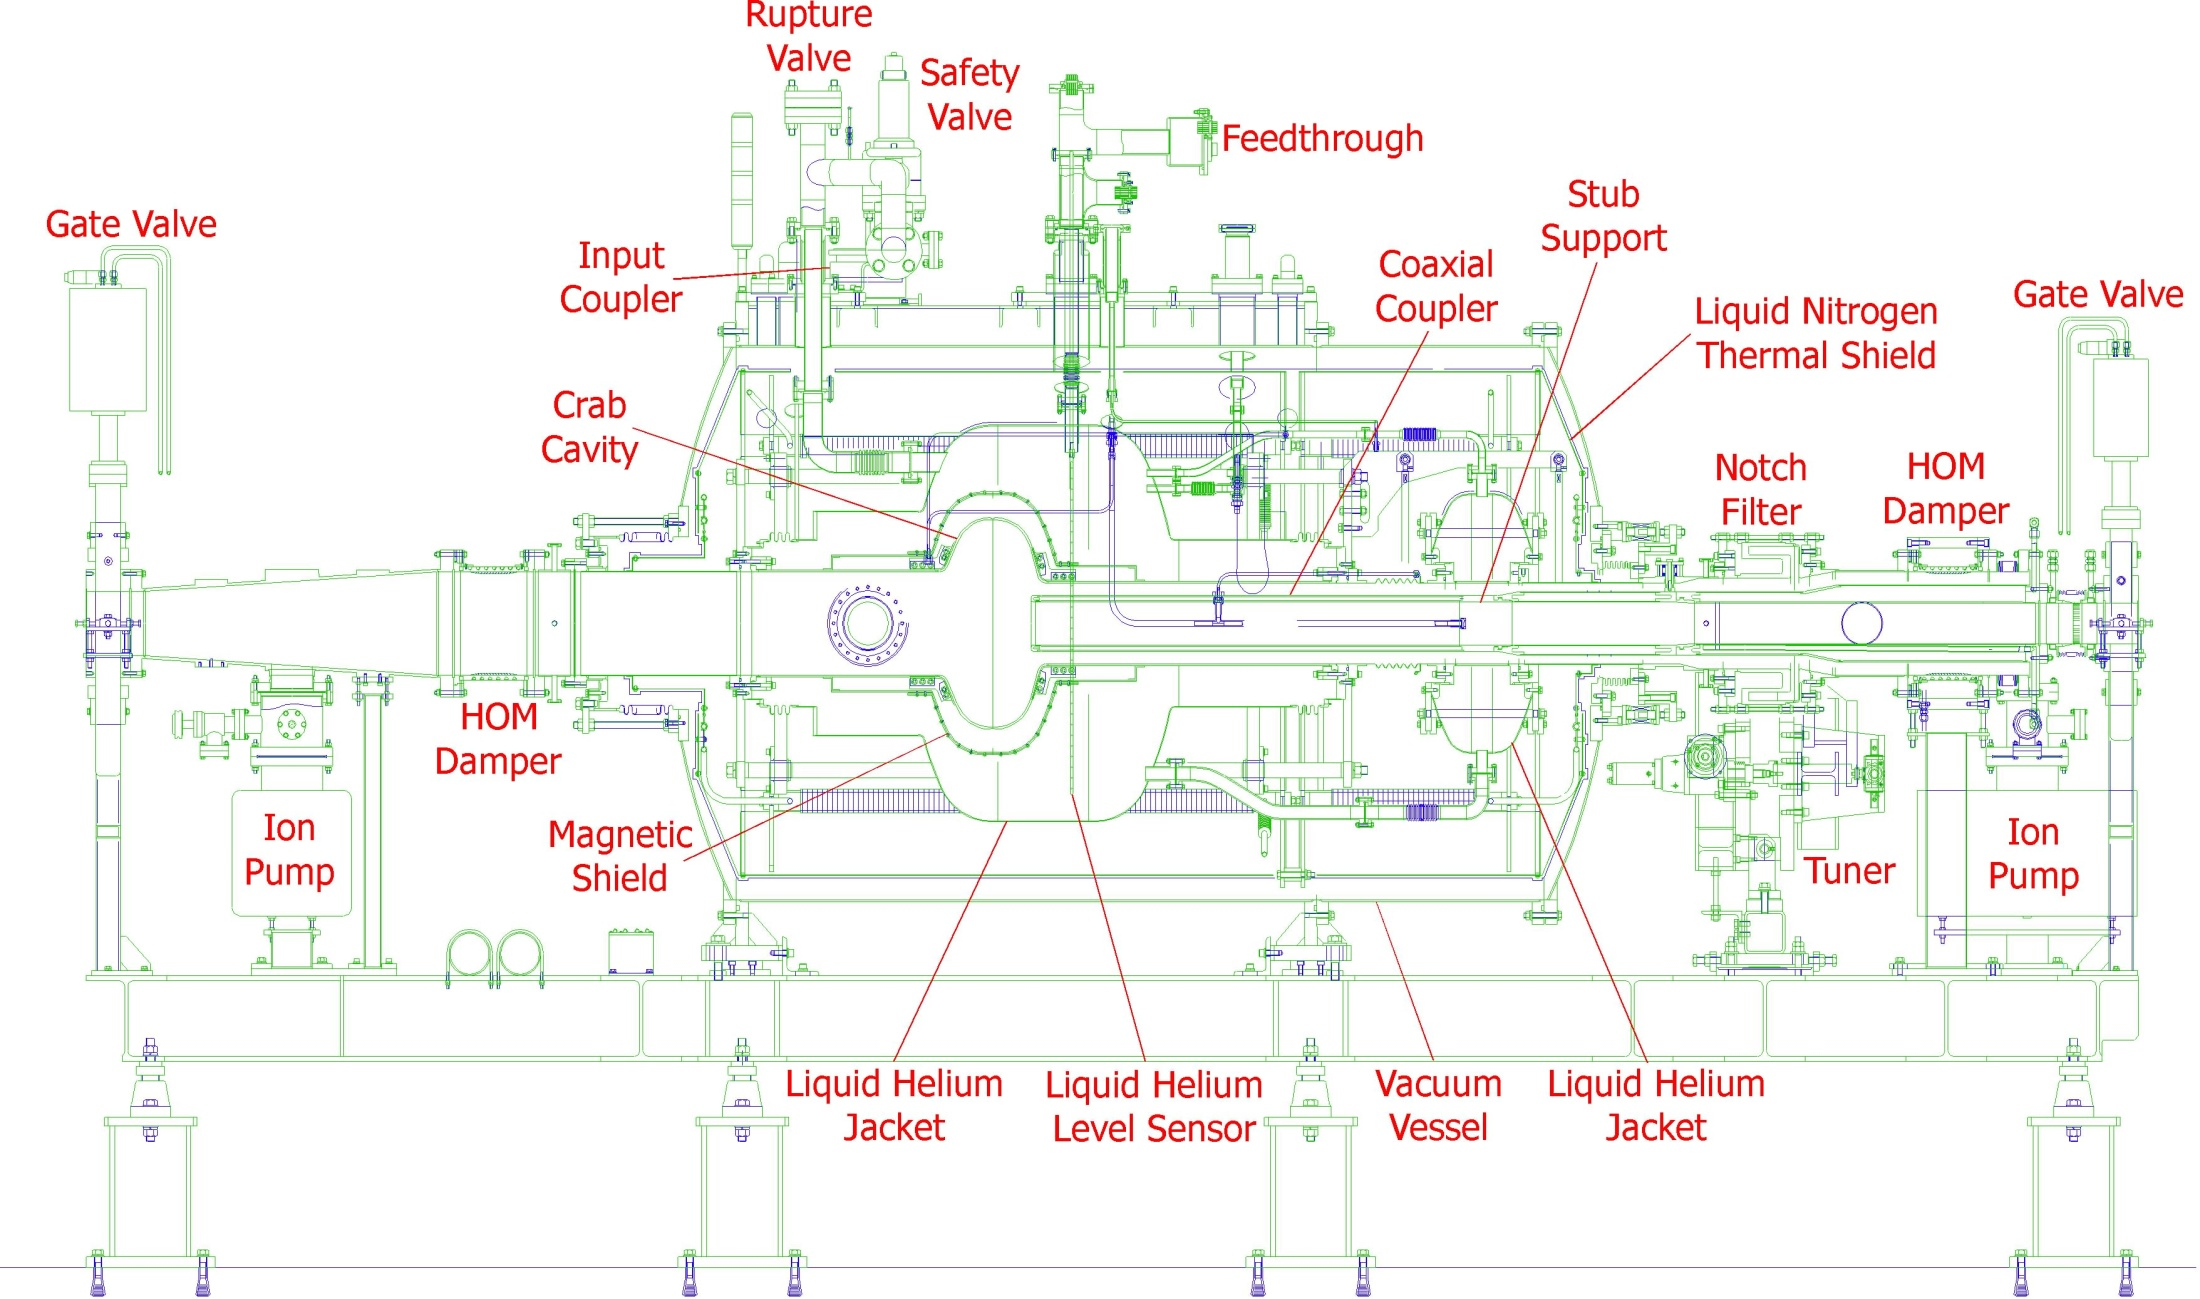 Rupture
Valve
Safety
Valve
Feedthrough
Gate Valve
Input
Coupler
Stub
Support
Coaxial
Coupler
Gate Valve
Liquid Nitrogen
Thermal Shield
Crab
Cavity
Notch
Filter
HOM
Damper
HOM
Damper
Ion
Pump
Magnetic
Shield
Tuner
Ion
Pump
Liquid Helium
Jacket
Liquid Helium
Level Sensor
Vacuum
Vessel
Liquid Helium
Jacket